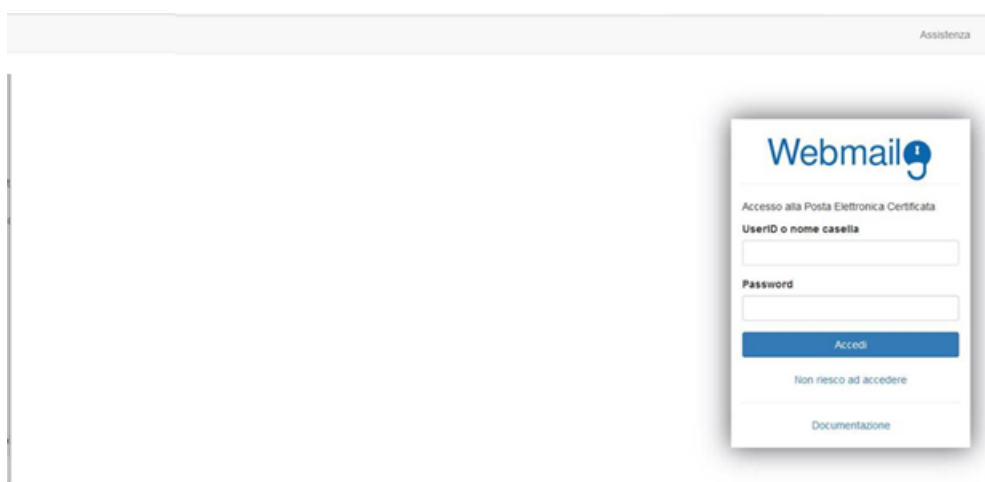 Assistenza
Webmail
Accesso alla Posta Elettronica Certificata
UserID o nome casella
Password
Accedi
Non riesco ad accedere
Documentazione